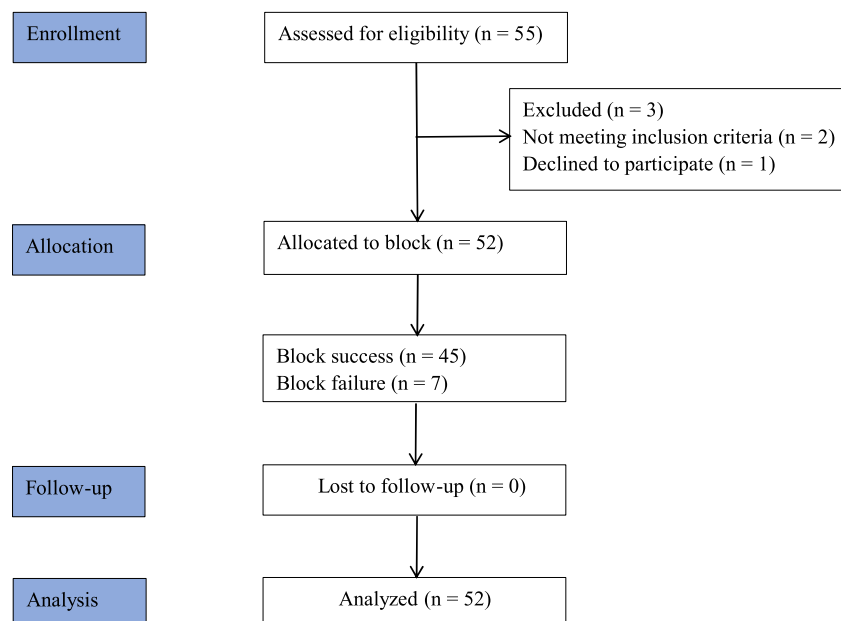 Enrollment
Assessed for eligibility (n = 55)
Excluded (n = 3)
Not meeting inclusion criteria (n = 2)
Declined to participate (n = 1)
Allocation
Allocated to block (n = 52)
Block success (n = 45)
Block failure (n = 7)
Follow-up
Lost to follow-up (n = 0)
Analysis
Analyzed (n = 52)